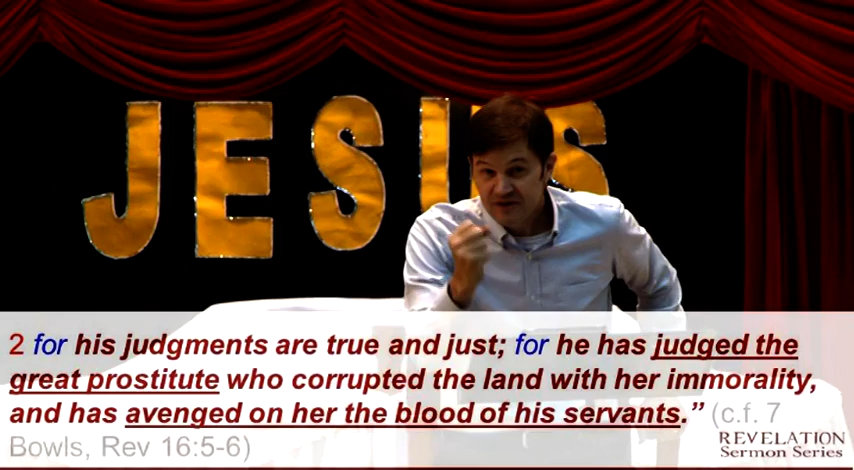 JESUS
2 for his judgments are true and just; for he has judged the
great prostitute who corrupted the land with her immorality,
and has avenged on her the blood of his servants.” (c.f. 7
Bowls, Rev 16:5-6)
REVELATION
Sermon Series